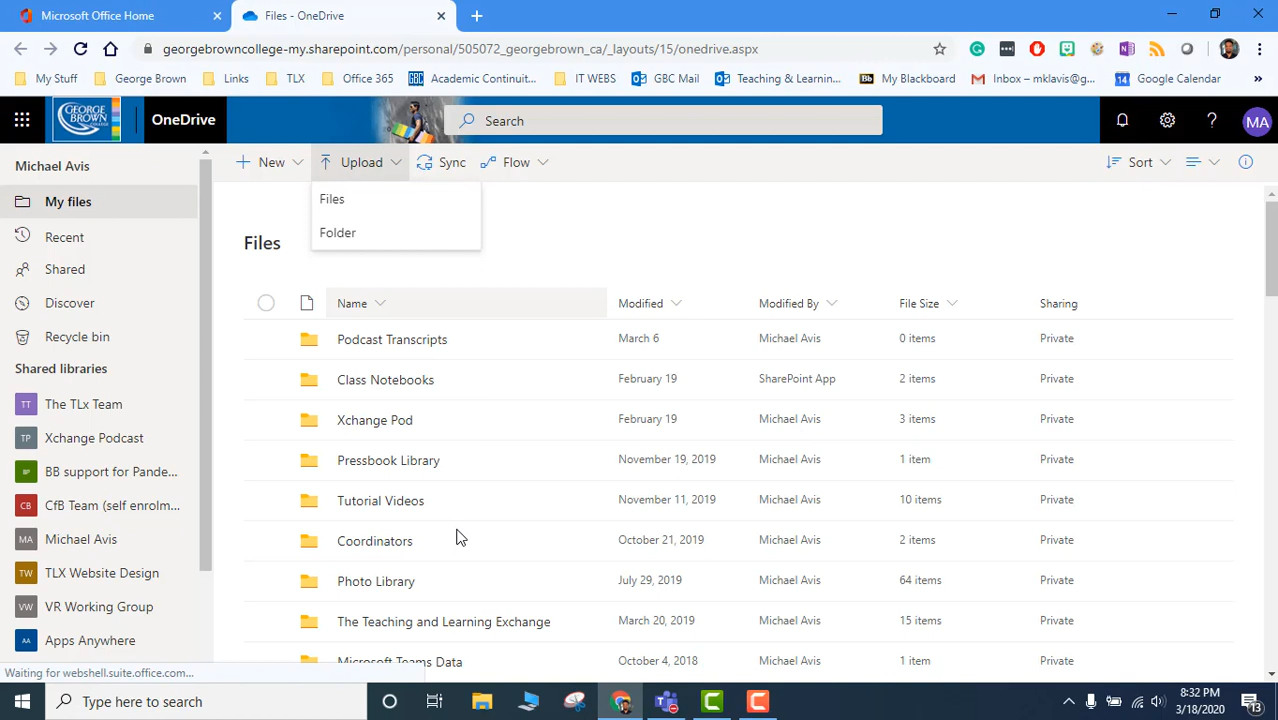 Microsoft Office Home
Files - OneDrive
georgebrowncollege-my.sharepoint.com/personal/505072_georgebrown_ca/_layouts/15/onedrive.aspx
My Stuff George Brown Links TLX Office 365 Academic Continuit... IT WEBS GBC Mail Teaching & Learnin... Bb My Blackboard Inbox – mklavis@g... 14 Google Calendar »
GEORGE BROWN COLLEGE OneDrive Search ? MA
Michael Avis
New Upload Sync Flow Sort
My files
Recent
Shared
Discover
Recycle bin
Shared libraries
TT The TLx Team
TP Xchange Podcast
BP BB support for Pande...
CB CfB Team (self enrolm...
MA Michael Avis
TW TLX Website Design
VW VR Working Group
AA Apps Anywhere
Files
Folder
Files
Name Modified Modified By File Size Sharing
Podcast Transcripts March 6 Michael Avis 0 items Private
Class Notebooks February 19 SharePoint App 2 items Private
Xchange Pod February 19 Michael Avis 3 items Private
Pressbook Library November 19, 2019 Michael Avis 1 item Private
Tutorial Videos November 11, 2019 Michael Avis 10 items Private
Coordinators October 21, 2019 Michael Avis 2 items Private
Photo Library July 29, 2019 Michael Avis 64 items Private
The Teaching and Learning Exchange March 20, 2019 Michael Avis 15 items Private
Microsoft Teams Data October 4, 2018 Michael Avis 1 item Private
Waiting for webshell.suite.office.com...
Type here to search
8:32 PM
3/18/2020
13